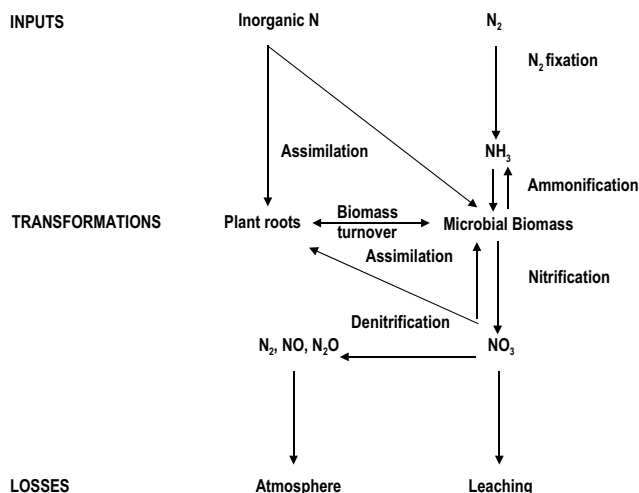 INPUTS
Inorganic N
N₂
N₂ fixation
Assimilation
NH₃
Ammonification
TRANSFORMATIONS
Plant roots
Biomass
turnover
Microbial Biomass
Assimilation
Nitrification
Denitrification
N₂, NO, N₂O
NO₃
LOSSES
Atmosphere
Leaching